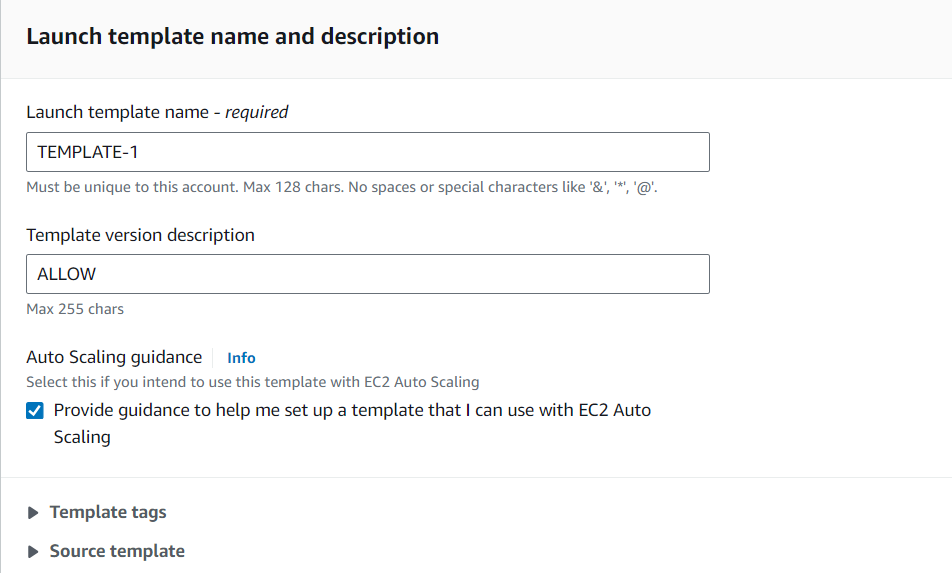 Launch template name and description
Launch template name - required
TEMPLATE-1
Must be unique to this account. Max 128 chars. No spaces or special characters like '&', '*', '@'.
Template version description
ALLOW
Max 255 chars
Auto Scaling guidance Info
Select this if you intend to use this template with EC2 Auto Scaling
Provide guidance to help me set up a template that I can use with EC2 Auto
Scaling
Template tags
Source template